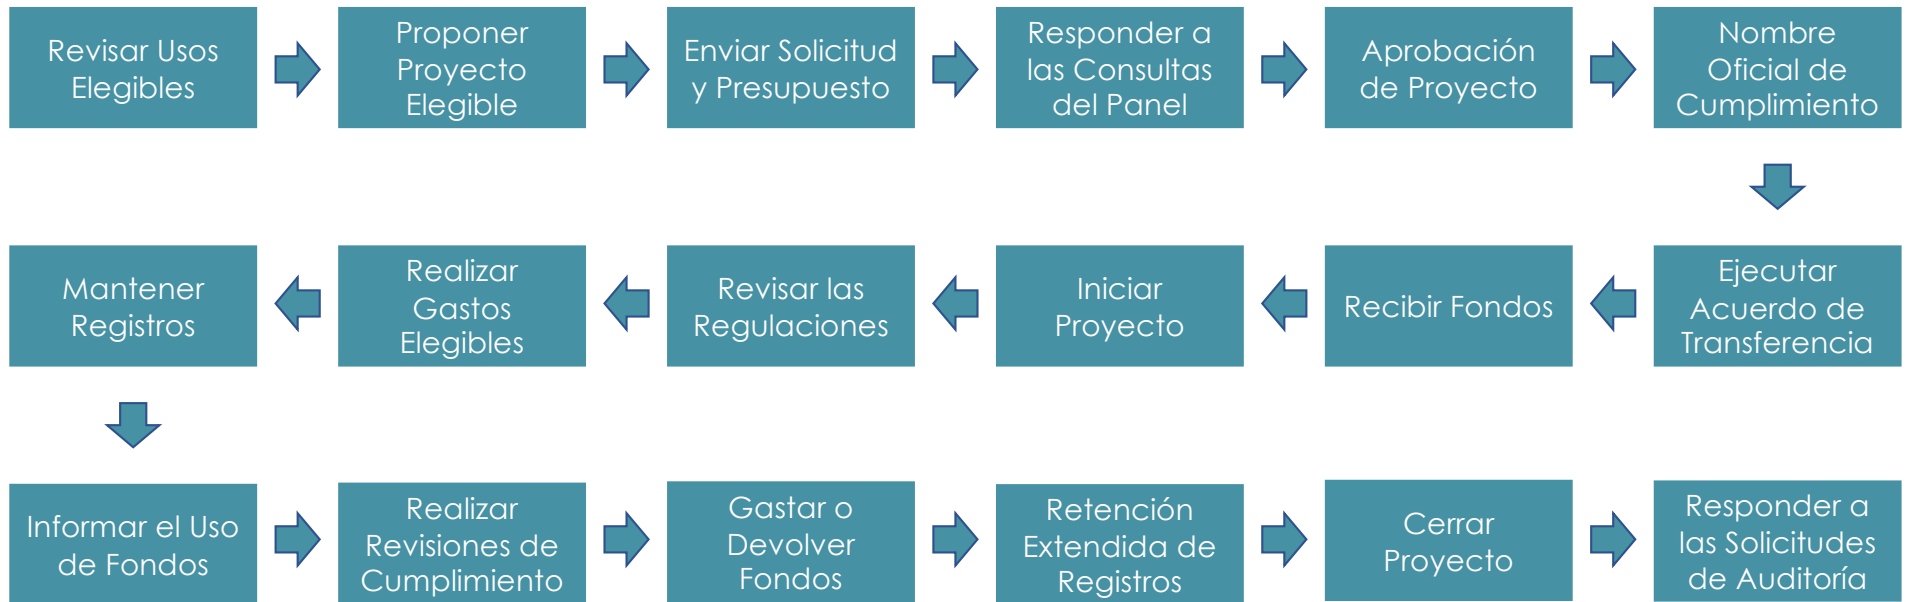 Revisar Usos
Elegibles
Proponer
Proyecto
Elegible
Enviar Solicitud
y Presupuesto
Responder a
las Consultas
del Panel
Aprobación
de Proyecto
Nombre
Oficial de
Cumplimiento
Ejecutar
Acuerdo de
Transferencia
Recibir Fondos
Iniciar
Proyecto
Revisar las
Regulaciones
Realizar
Gastos
Elegibles
Mantener
Registros
Informar el Uso
de Fondos
Realizar
Revisiones de
Cumplimiento
Gastar o
Devolver
Fondos
Retención
Extendida de
Registros
Cerrar
Proyecto
Responder a
las Solicitudes
de Auditoría